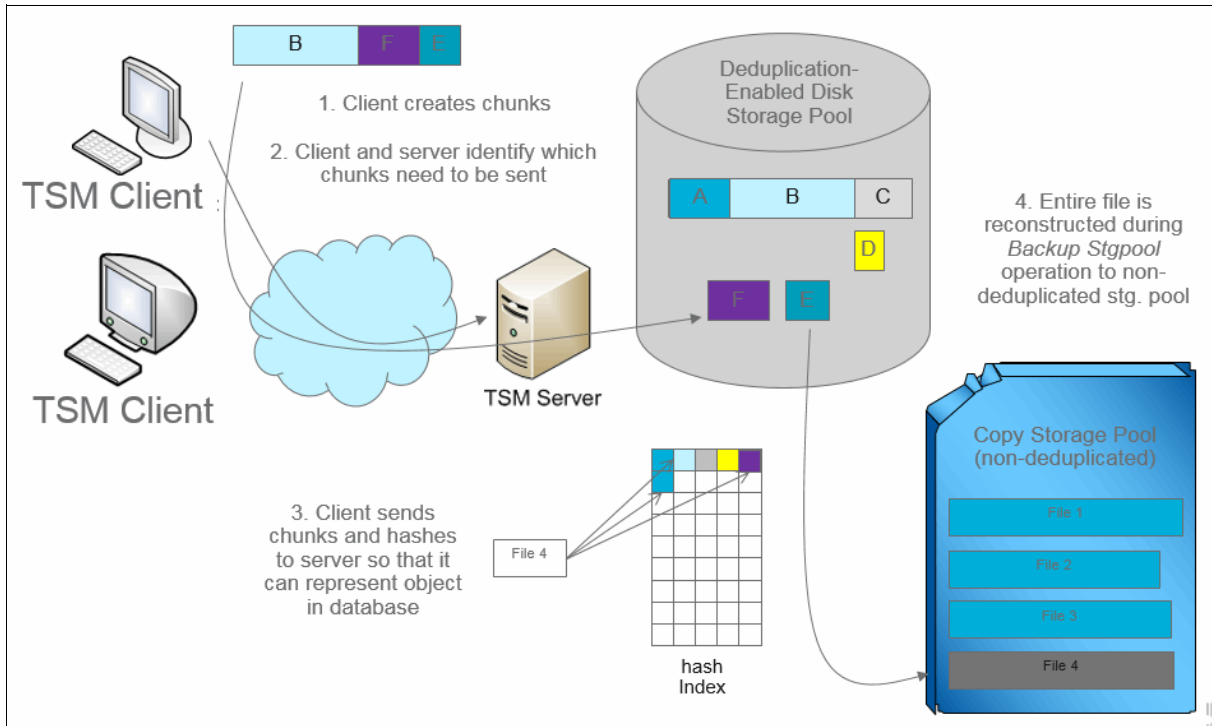 B F E
1. Client creates chunks
2. Client and server identify which
chunks need to be sent
TSM Client
:
TSM Client
TSM Server
Deduplication-
Enabled Disk
Storage Pool
A B C
D
F E
4. Entire file is
reconstructed during
Backup Stgpool
operation to non-
deduplicated stg. pool
3. Client sends
chunks and hashes
to server so that it
can represent object
in database
File 4
hash
Index
Copy Storage Pool
(non-deduplicated)
File 1
File 2
File 3
File 4